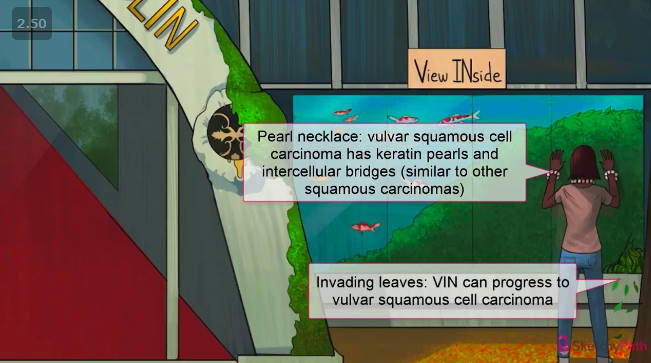 2.50
LIN
View INside
Pearl necklace: vulvar squamous cell
carcinoma has keratin pearls and
intercellular bridges (similar to other
squamous carcinomas)
Invading leaves: VIN can progress to
vulvar squamous cell carcinoma
SketchyPath